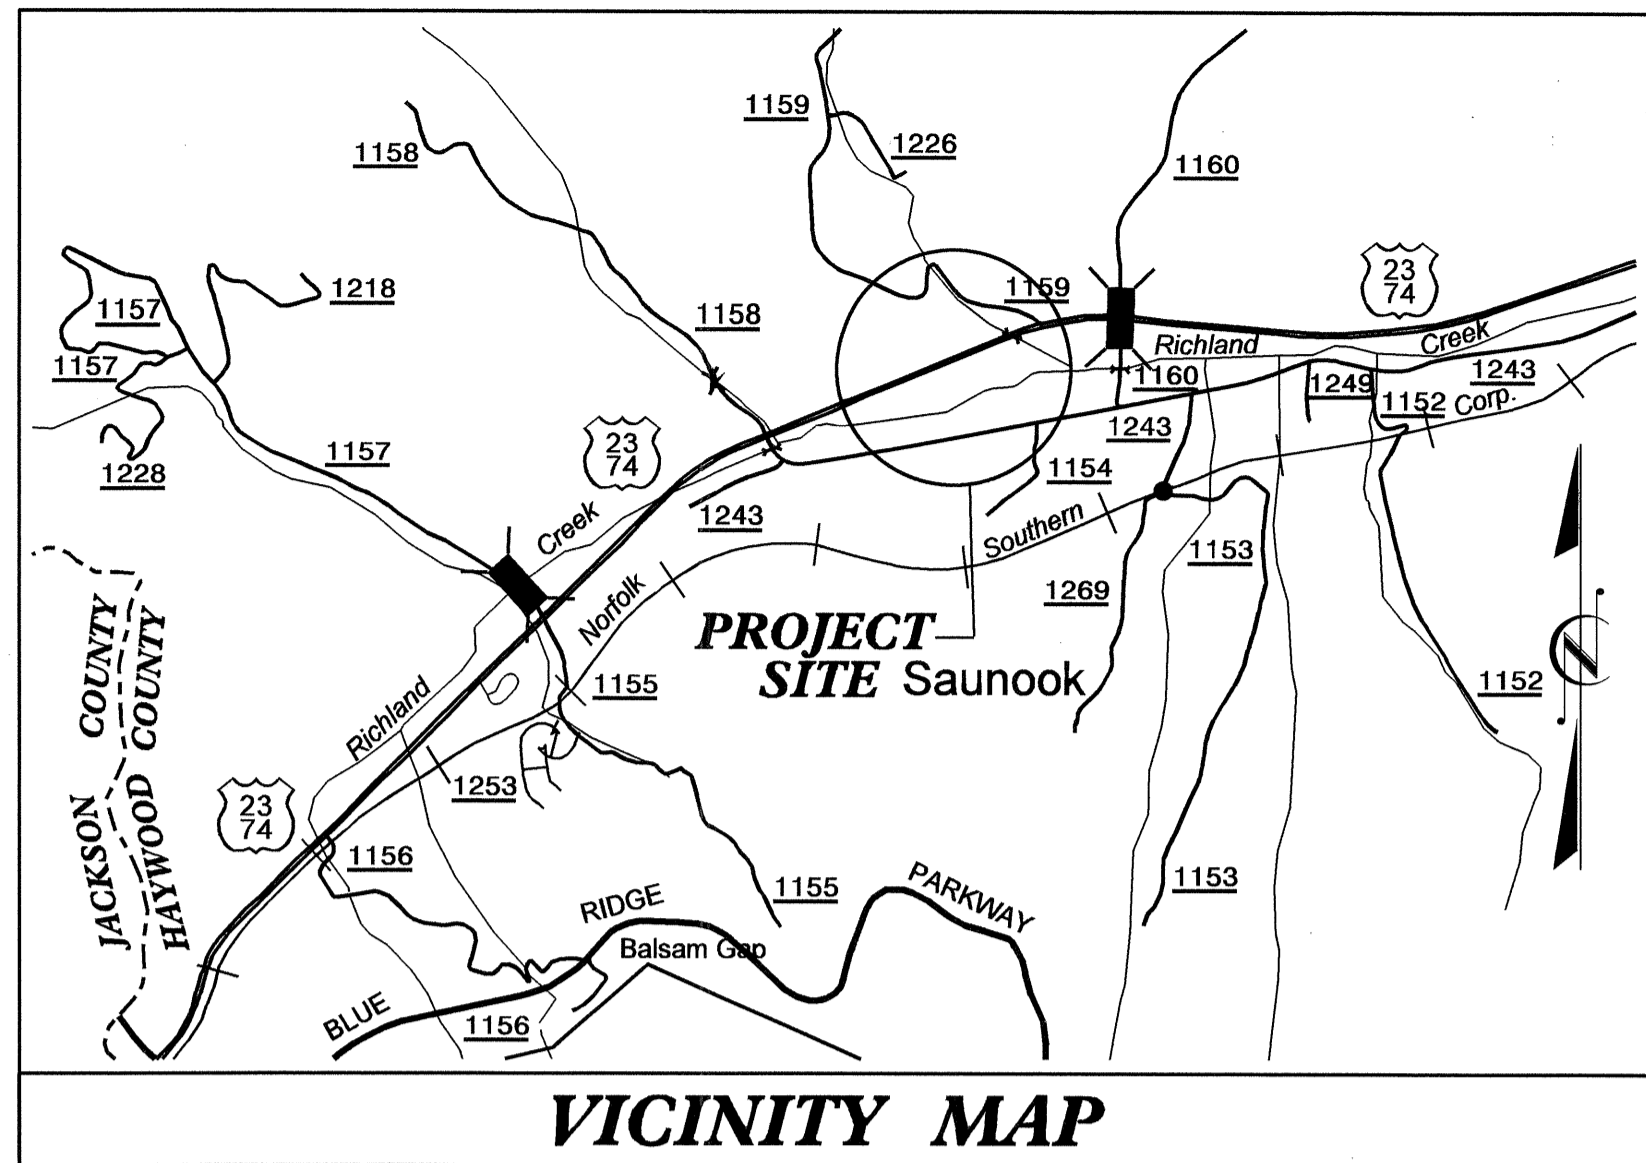 1159
1226
1158
1160
1218
1157
1158
1159
23
74
Richland
Creek
1157
1160
1249
1243
1152
Corp.
1243
23
74
1157
1228
1154
1243
Creek
Southern
1153
Norfolk
1269
PROJECT
SITE
Saunook
COUNTY
COUNTY
1155
1152
Richland
1253
23
74
JACKSON
HAYWOOD
1156
1155
1153
PARKWAY
RIDGE
Balsam Gap
BLUE
1156
N
VICINITY MAP